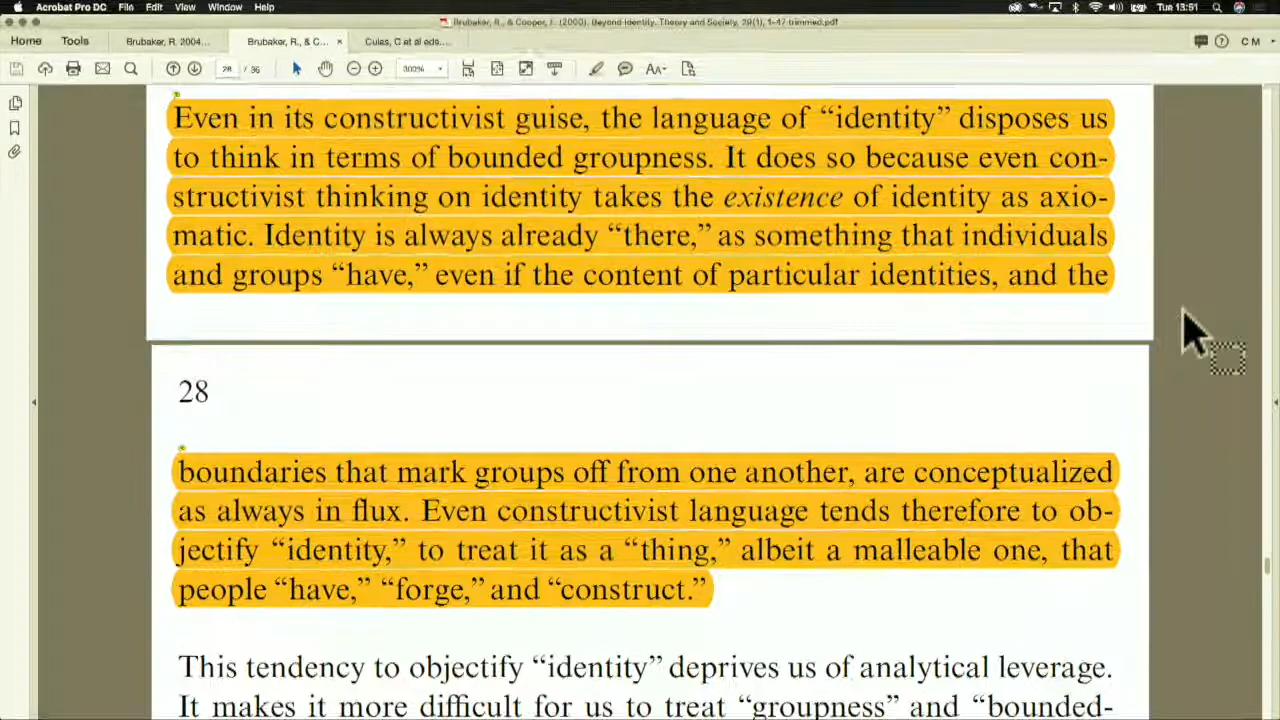 Acrobat Pro DC File Edit View Window Help Tue 13:51
Brubaker, R., & Cooper, F. (2000). Beyond Identity. Theory and Society, 29(1), 1-47 trimmed.pdf
Home Tools Brubaker, R. 2004... Brubaker, R., & C... × Culas, C et al eds.... C M
28 / 36 300%
Even in its constructivist guise, the language of “identity” disposes us
to think in terms of bounded groupness. It does so because even con-
structivist thinking on identity takes the existence of identity as axio-
matic. Identity is always already “there,” as something that individuals
and groups “have,” even if the content of particular identities, and the
28
boundaries that mark groups off from one another, are conceptualized
as always in flux. Even constructivist language tends therefore to ob-
jectify “identity,” to treat it as a “thing,” albeit a malleable one, that
people “have,” “forge,” and “construct.”
This tendency to objectify “identity” deprives us of analytical leverage.
It makes it more difficult for us to treat “groupness” and “bounded-